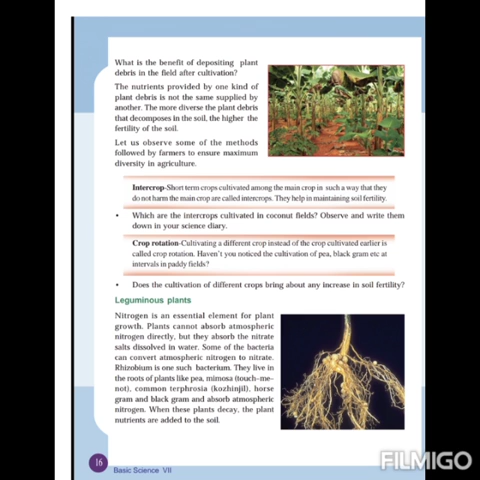 What is the benefit of depositing plant
debris in the field after cultivation?
The nutrients provided by one kind of
plant debris is not the same supplied by
another. The more diverse the plant debris
that decomposes in the soil, the higher the
fertility of the soil.
Let us observe some of the methods
followed by farmers to ensure maximum
diversity in agriculture.
Intercrop-Short term crops cultivated among the main crop in such a way that they
do not harm the main crop are called intercrops. They help in maintaining soil fertility.
• Which are the intercrops cultivated in coconut fields? Observe and write them
down in your science diary.
Crop rotation-Cultivating a different crop instead of the crop cultivated earlier is
called crop rotation. Haven't you noticed the cultivation of pea, black gram etc at
intervals in paddy fields?
• Does the cultivation of different crops bring about any increase in soil fertility?
Leguminous plants
Nitrogen is an essential element for plant
growth. Plants cannot absorb atmospheric
nitrogen directly, but they absorb the nitrate
salts dissolved in water. Some of the bacteria
can convert atmospheric nitrogen to nitrate.
Rhizobium is one such bacterium. They live in
the roots of plants like pea, mimosa (touch-me-
not), common terphrosia (kozhinjil), horse
gram and black gram and absorb atmospheric
nitrogen. When these plants decay, the plant
nutrients are added to the soil.
16
Basic Science VII
FILMIGO